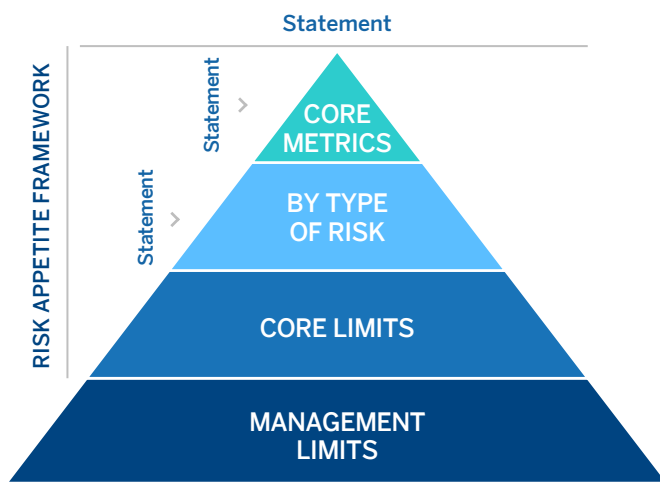 Statement
RISK APPETITE FRAMEWORK
Statement
CORE
METRICS
Statement
BY TYPE
OF RISK
CORE LIMITS
MANAGEMENT
LIMITS